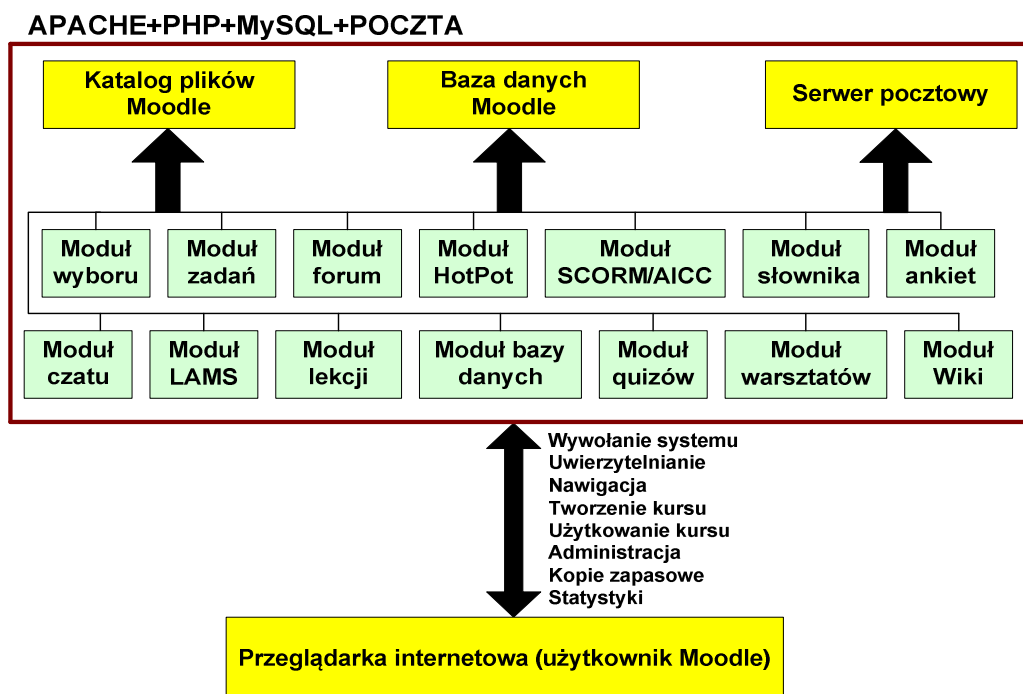 APACHE+PHP+MySQL+POCZTA
Katalog plików
Moodle
Baza danych
Moodle
Serwer pocztowy
Moduł
wyboru
Moduł
zadań
Moduł
forum
Moduł
HotPot
Moduł
SCORM/AICC
Moduł
słownika
Moduł
ankiet
Moduł
czatu
Moduł
LAMS
Moduł
lekcji
Moduł bazy
danych
Moduł
quizów
Moduł
warsztatów
Moduł
Wiki
Wywołanie systemu
Uwierzytelnianie
Nawigacja
Tworzenie kursu
Użytkowanie kursu
Administracja
Kopie zapasowe
Statystyki
Przeglądarka internetowa (użytkownik Moodle)